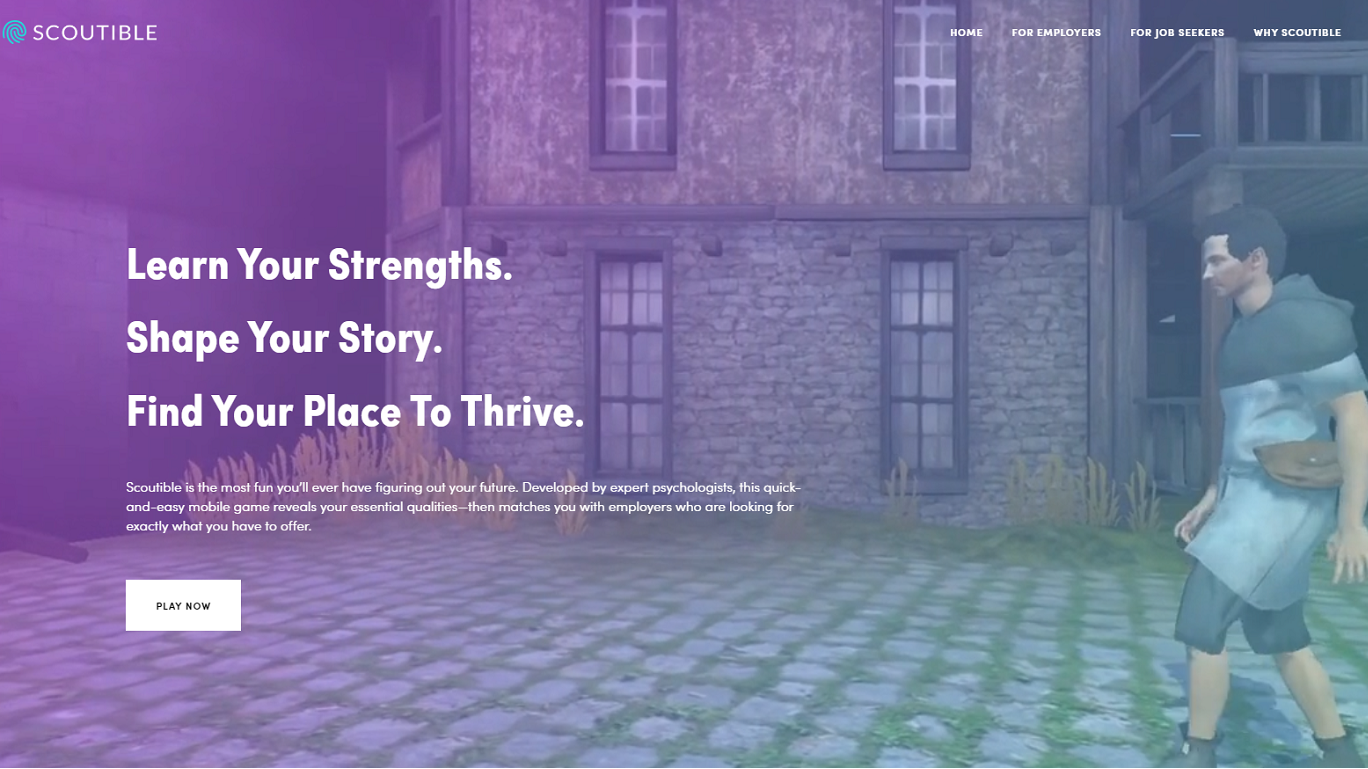 SCOUTIBLE
HOME FOR EMPLOYERS FOR JOB SEEKERS WHY SCOUTIBLE
Learn Your Strengths.
Shape Your Story.
Find Your Place To Thrive.
Scoutible is the most fun you’ll ever have figuring out your future. Developed by expert psychologists, this quick-
and-easy mobile game reveals your essential qualities—then matches you with employers who are looking for
exactly what you have to offer.
PLAY NOW